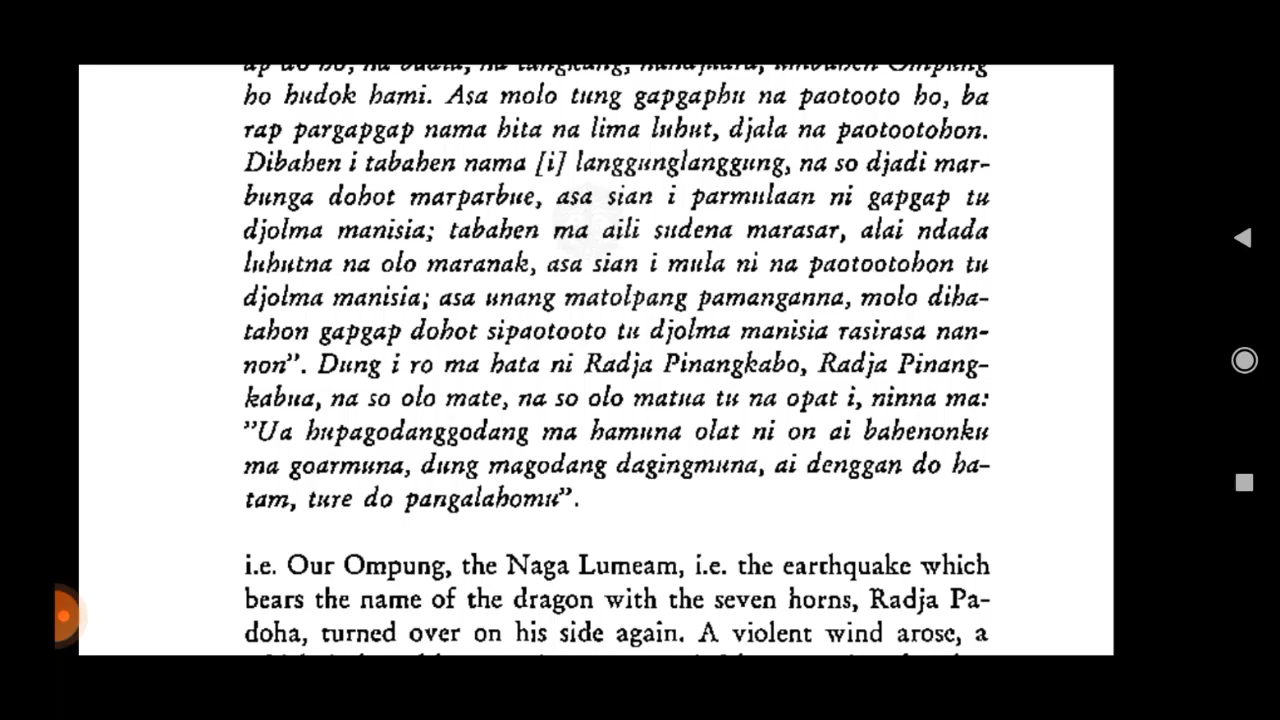 Ompung
ho hudok hami. Asa molo tung gapgaphu na paotooto ho, ba
rap pargapgap nama hita na lima luhut, djala na paotootohon.
Dibahen i tabahen nama [i] langgunglanggung, na so djadi mar-
bunga dohot marparbue, asa sian i parmulaan ni gapgap tu
djolma manisia; tabahen ma aili sudena marasar, alai ndada
luhutna na olo maranak, asa sian i mula ni na paotootohon tu
djolma manisia; asa unang matolpang pamanganna, molo diha-
tahon gapgap dohot sipaotooto tu djolma manisia rasirasa nan-
non”. Dung i ro ma hata ni Radja Pinangkabo, Radja Pinang-
kabua, na so olo mate, na so olo matua tu na opat i, ninna ma:
”Ua hupagodanggodang ma hamuna olat ni on ai bahenonku
ma goarmuna, dung magodang dagingmuna, ai denggan do ha-
tam, ture do pangalahomu”.
i.e. Our Ompung, the Naga Lumeam, i.e. the earthquake which
bears the name of the dragon with the seven horns, Radja Pa-
doha, turned over on his side again. A violent wind arose, a